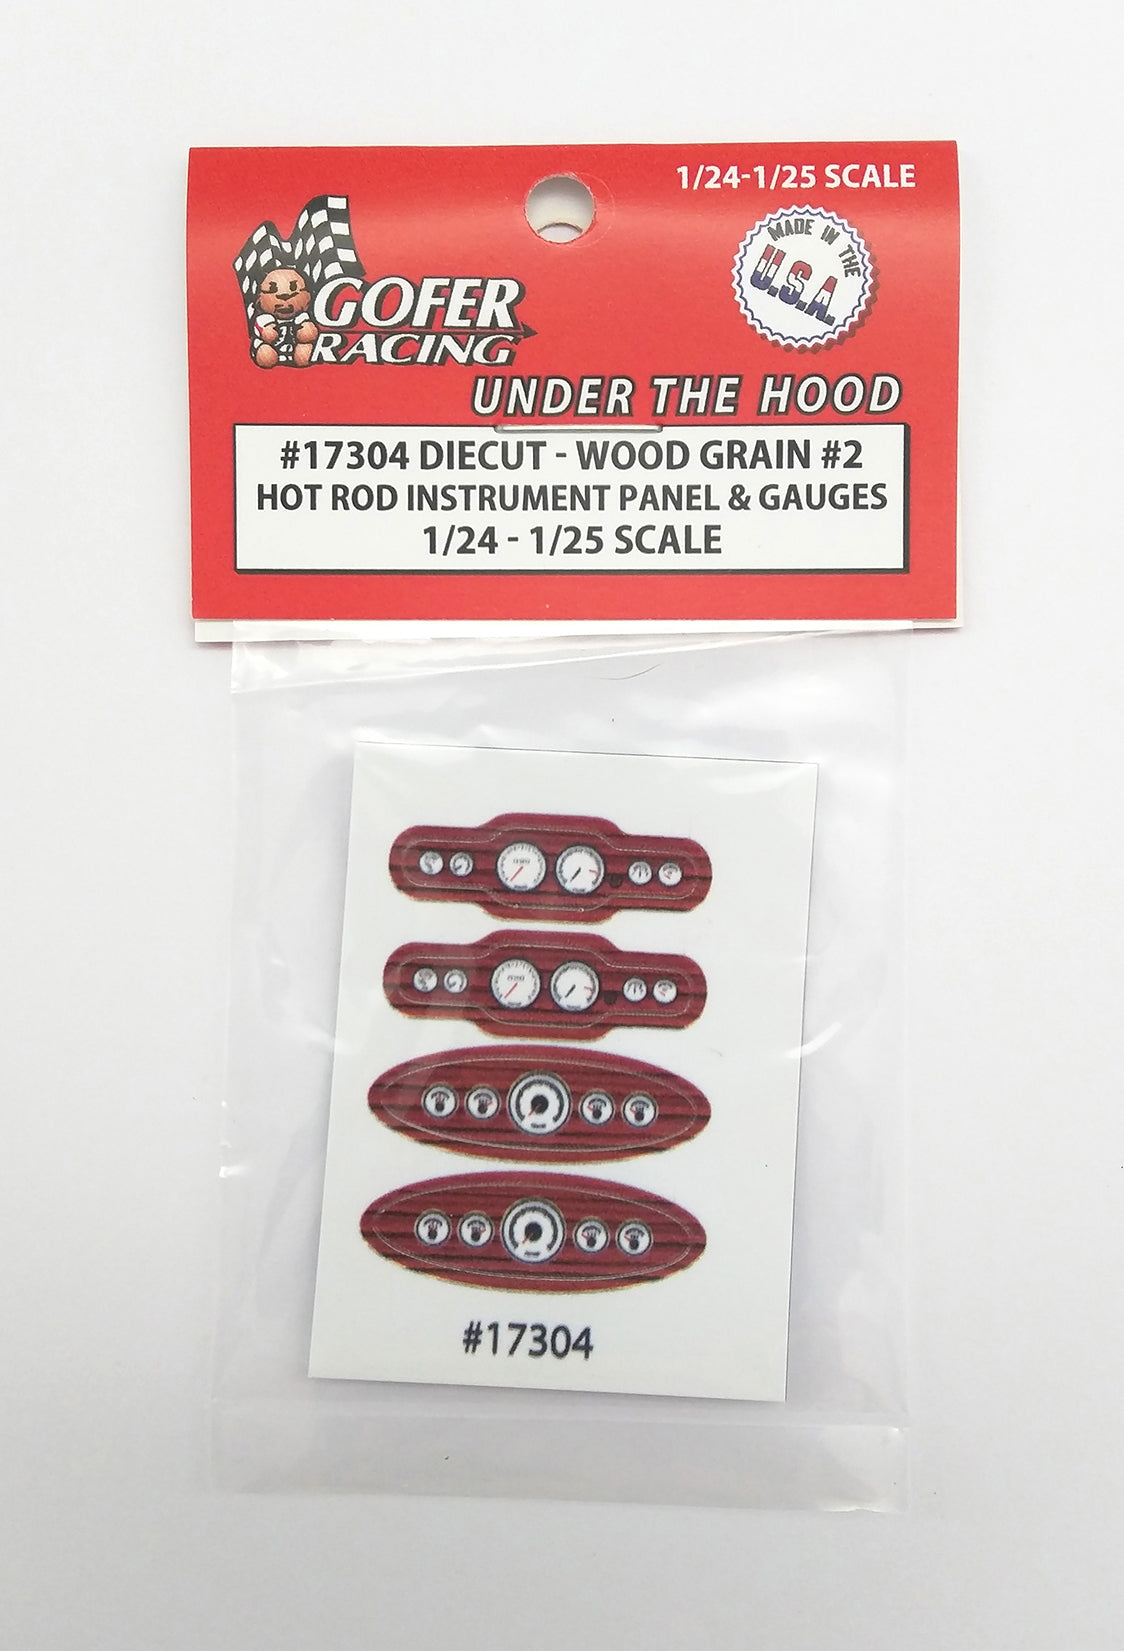 1/24-1/25 SCALE
MADE IN THE
U.S.A.
GOFER
RACING
UNDER THE HOOD
#17304 DIECUT - WOOD GRAIN #2
HOT ROD INSTRUMENT PANEL & GAUGES
1/24 - 1/25 SCALE
#17304